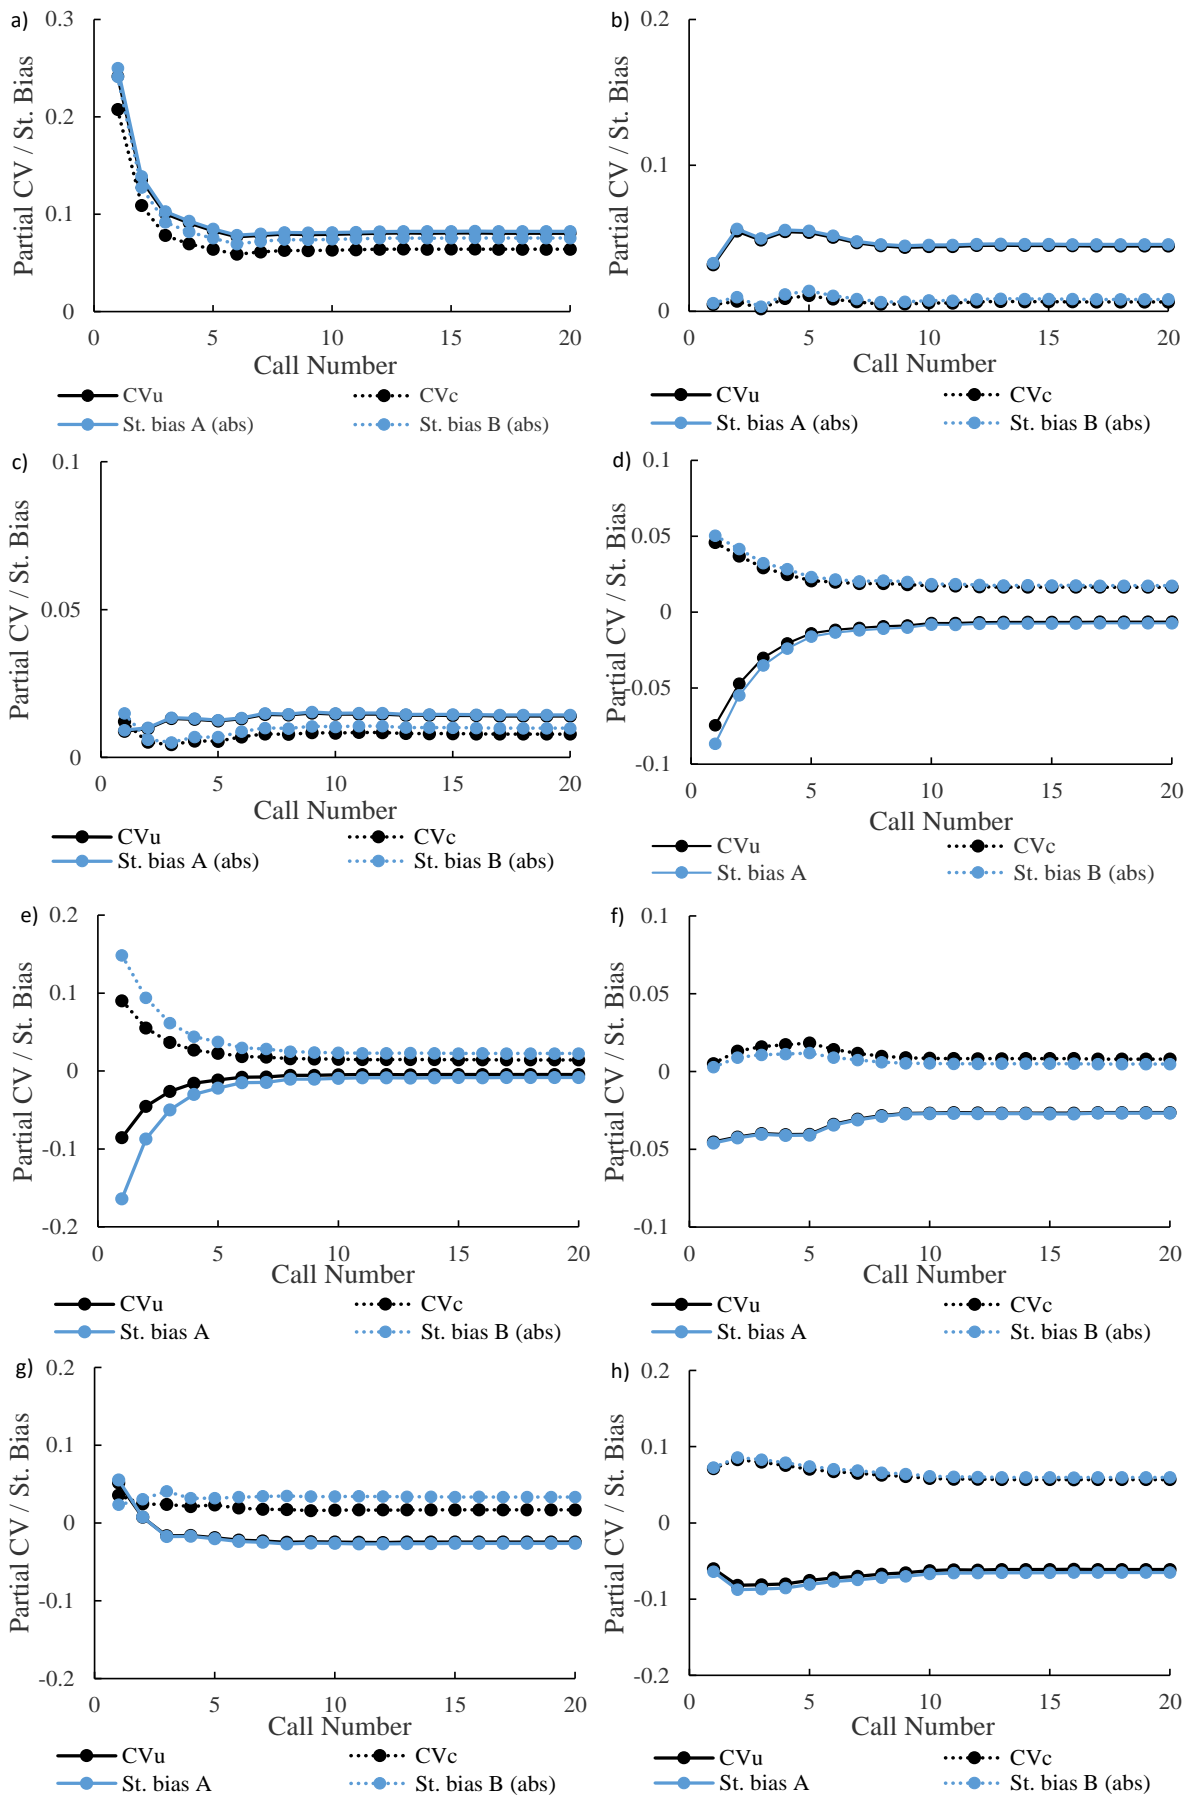 a)
Partial CV / St. Bias
0.3
0.2
0.1
0
0 5 10 15 20
Call Number
CVu CVc
St. bias A (abs) St. bias B (abs)
b)
Partial CV / St. Bias
0.2
0.1
0
0 5 10 15 20
Call Number
CVu CVc
St. bias A (abs) St. bias B (abs)
c)
Partial CV / St. Bias
0.1
0.05
0
0 5 10 15 20
Call Number
CVu CVc
St. bias A (abs) St. bias B (abs)
d)
Partial CV / St. Bias
0.1
0.05
0
-0.05
-0.1
0 5 10 15 20
Call Number
CVu CVc
St. bias A St. bias B (abs)
e)
Partial CV / St. Bias
0.2
0.1
0
-0.1
-0.2
0 5 10 15 20
Call Number
CVu CVc
St. bias A St. bias B (abs)
f)
Partial CV / St. Bias
0.1
0.05
0
-0.05
-0.1
0 5 10 15 20
Call Number
CVu CVc
St. bias A St. bias B (abs)
g)
Partial CV / St. Bias
0.2
0.1
0
-0.1
-0.2
0 5 10 15 20
Call Number
CVu CVc
St. bias A St. bias B (abs)
h)
Partial CV / St. Bias
0.2
0.1
0
-0.1
-0.2
0 5 10 15 20
Call Number
CVu CVc
St. bias A St. bias B (abs)